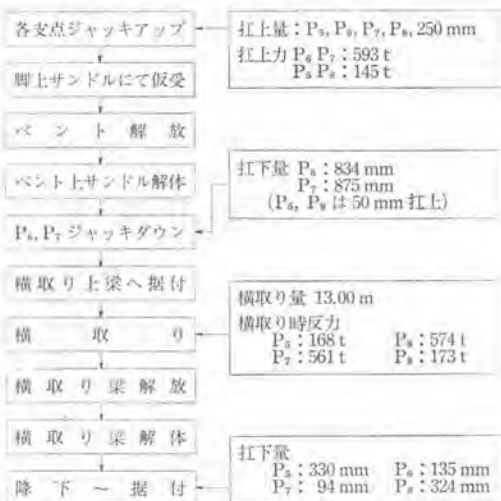 各支点ジャッキアップ
扛上量：P₅, P₆, P₇, P₈, 250 mm
扛上力 P₆ P₇：593 t
P₅ P₈：145 t
脚上サンドルにて仮受
ベント解放
ベント上サンドル解体
扛下量 P₆：834 mm
P₇：875 mm
(P₅, P₈ は 50 mm 扛上)
P₆, P₇ ジャッキダウン
横取り上梁へ据付
横取り量 13.00 m
横取り時反力
P₅：168 t P₆：574 t
P₇：561 t P₈：173 t
横取り
横取り梁解放
横取り梁解体
扛下量
P₅：330 mm P₆：135 mm
P₇：94 mm P₈：324 mm
降下～据付